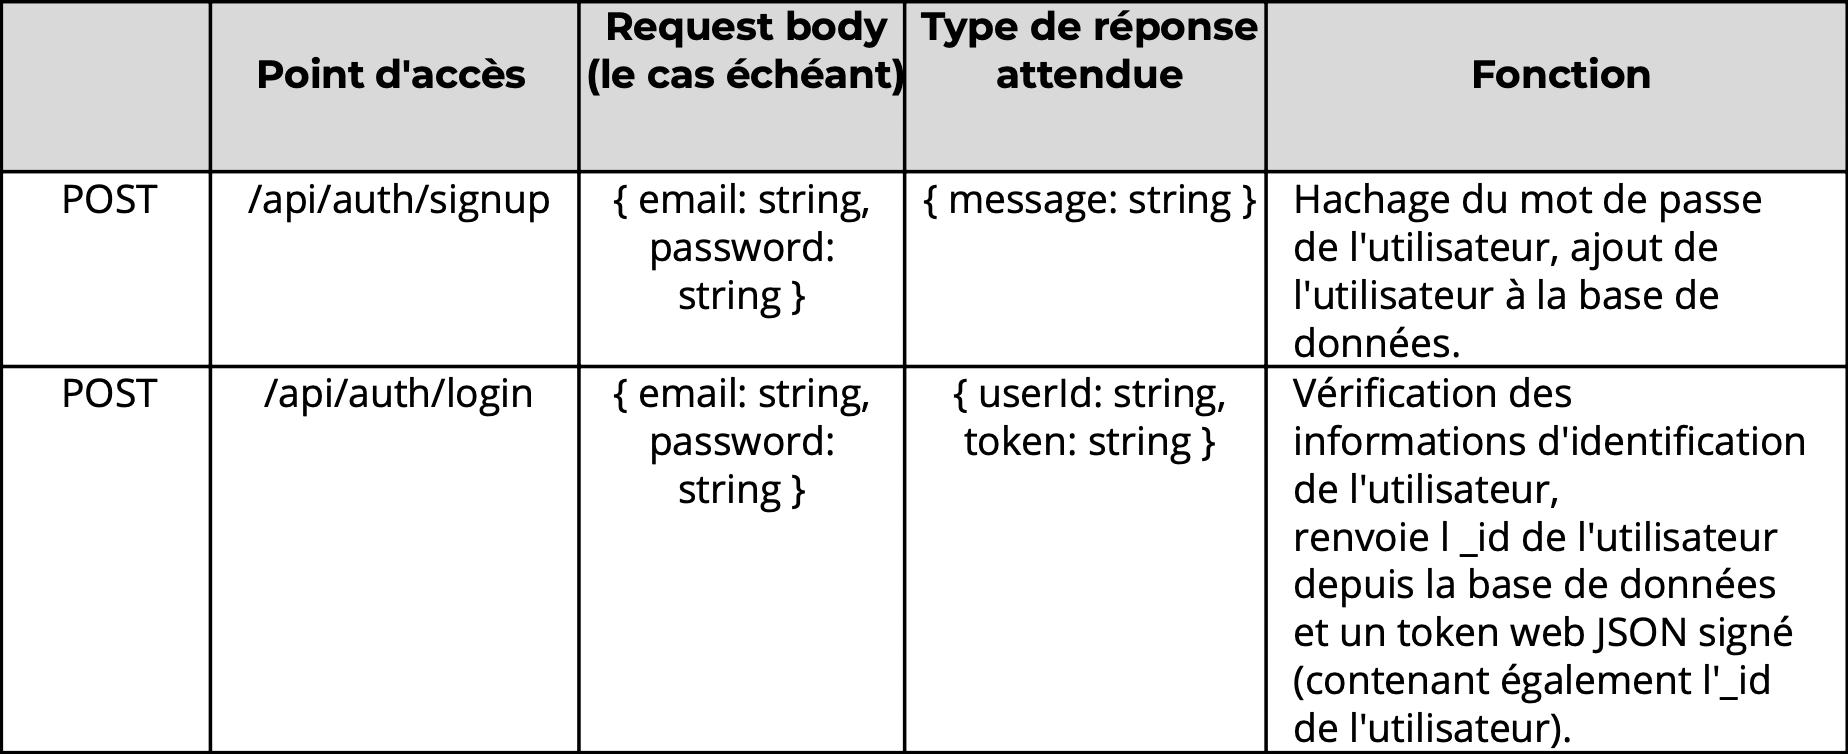 Point d'accès
Request body
(le cas échéant)
Type de réponse
attendue
Fonction
POST
/api/auth/signup
{ email: string,
password:
string }
{ message: string }
Hachage du mot de passe
de l'utilisateur, ajout de
l'utilisateur à la base de
données.
POST
/api/auth/login
{ email: string,
password:
string }
{ userId: string,
token: string }
Vérification des
informations d'identification
de l'utilisateur,
renvoie l _id de l'utilisateur
depuis la base de données
et un token web JSON signé
(contenant également l'_id
de l'utilisateur).